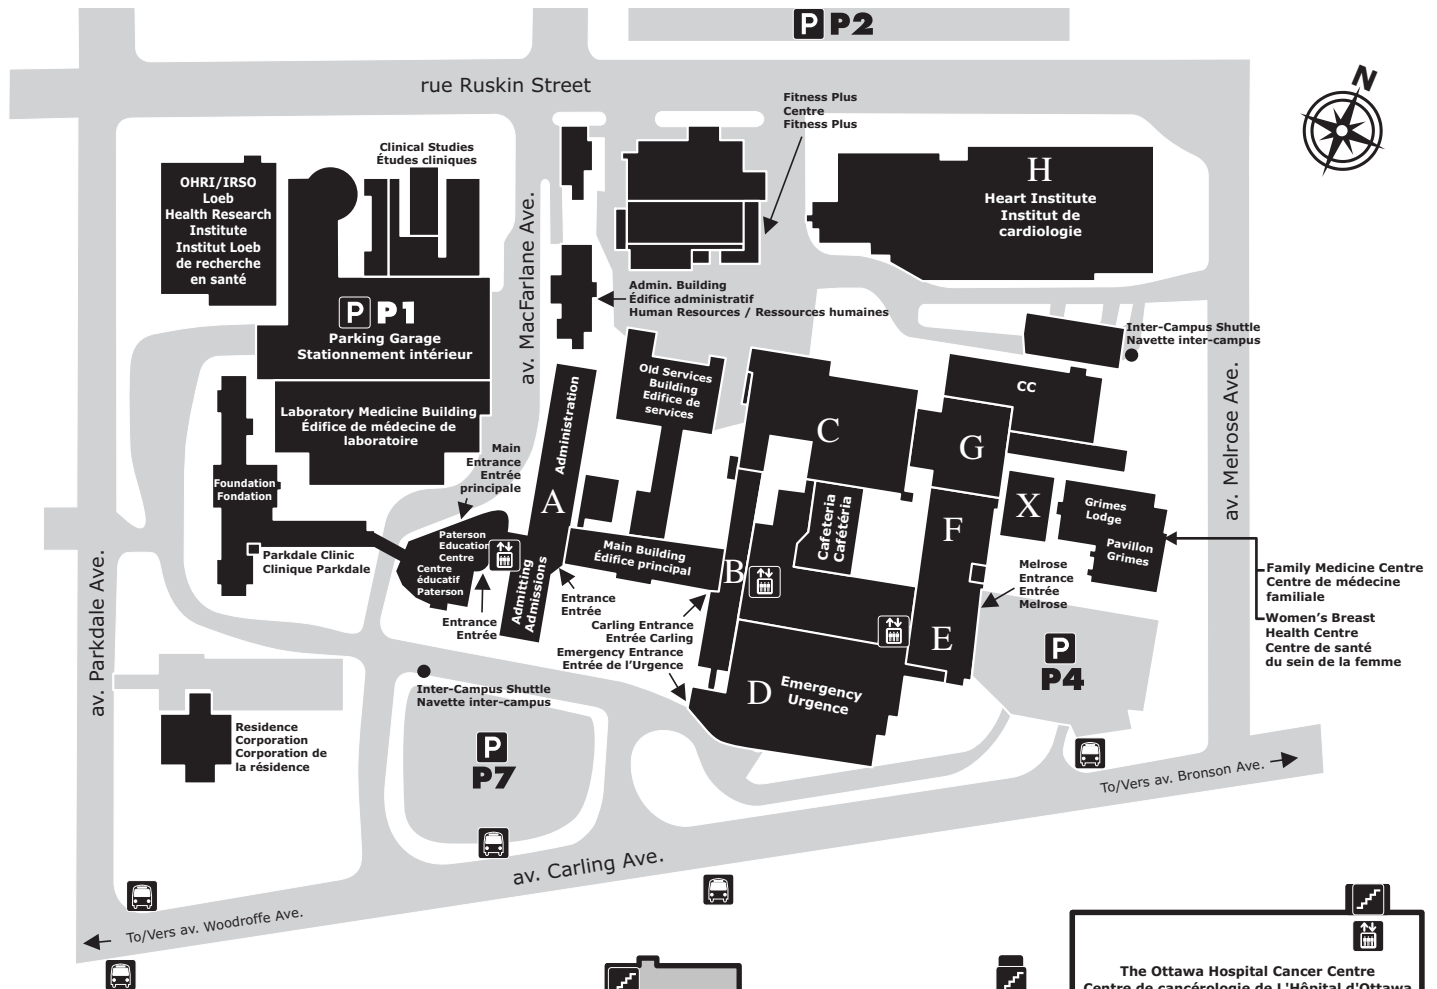 P P2
rue Ruskin Street
N
Fitness Plus
Centre
Fitness Plus
Clinical Studies
Études cliniques
OHRI/IRSO
Loeb
Health Research
Institute
Institut Loeb
de recherche
en santé
H
Heart Institute
Institut de
cardiologie
av. MacFarlane Ave.
Admin. Building
Édifice administratif
Human Resources / Ressources humaines
P P1
Parking Garage
Stationnement intérieur
Inter-Campus Shuttle
Navette inter-campus
av. Melrose Ave.
Old Services
Building
Edifice de
services
CC
Administration
Laboratory Medicine Building
Édifice de médecine de
laboratoire
C
G
Main
Entrance
Entrée
principale
Foundation
Fondation
A
X
Grimes
Lodge
Pavillon
Grimes
Cafeteria
Cafétéria
F
Paterson
Education
Centre
Centre
éducatif
Paterson
Main Building
Édifice principal
Parkdale Clinic
Clinique Parkdale
B
Admitting
Admissions
Melrose
Entrance
Entrée
Melrose
Family Medicine Centre
Centre de médecine
familiale
Women’s Breast
Health Centre
Centre de santé
du sein de la femme
Entrance
Entrée
Entrance
Entrée
Carling Entrance
Entrée Carling
Emergency Entrance
Entrée de l’Urgence
E
P
P4
av. Parkdale Ave.
D
Emergency
Urgence
Inter-Campus Shuttle
Navette inter-campus
P
P7
Residence
Corporation
Corporation de
la résidence
To/Vers av. Bronson Ave.
av. Carling Ave.
To/Vers av. Woodroffe Ave.
The Ottawa Hospital Cancer Centre
Centre de cancérologie de L'Hôpital d'Ottawa